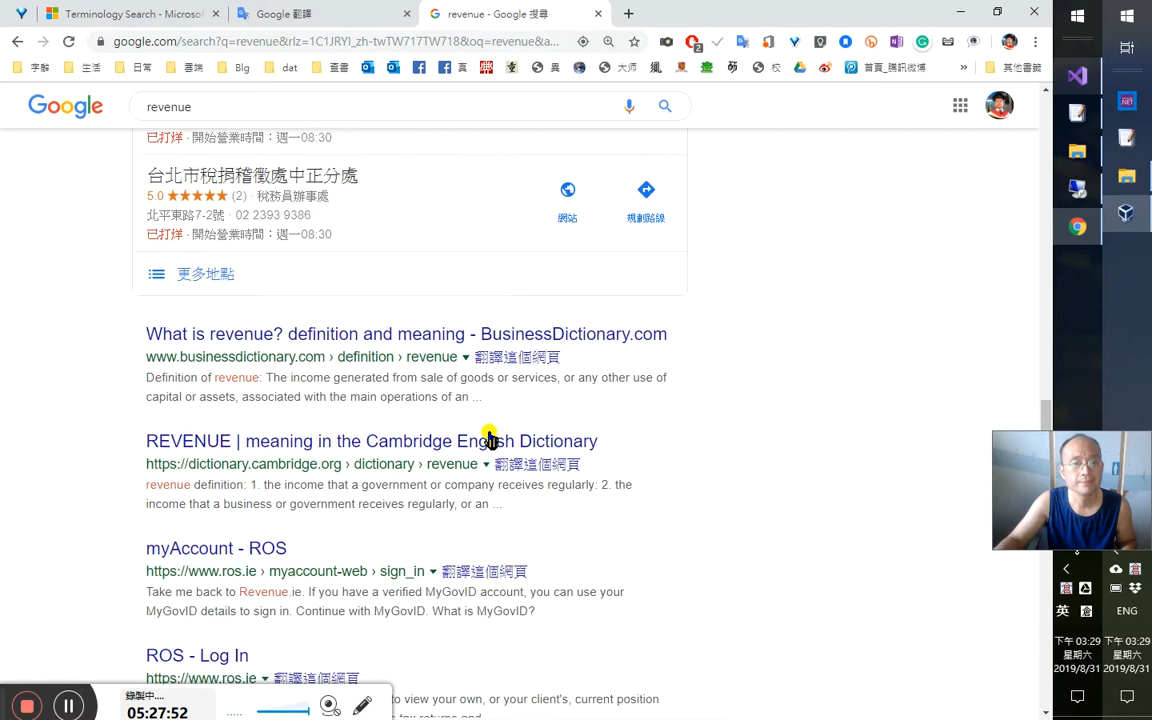 Terminology Search - Microsof
Google 翻譯
revenue - Google 搜尋
google.com/search?q=revenue&rlz=1C1JRYI_zh-twTW717TW718&oq=revenue&a...
2
字辭
生活
日常
雲端
Blg
dat
查書
真
異
大师
校
首頁_騰訊微博
»
其他書籤
Google
revenue
已打烊 · 開始營業時間：週一08:30
台北市稅捐稽徵處中正分處
5.0 ★★★★★ (2) · 稅務員辦事處
北平東路7-2號 · 02 2393 9386
已打烊 · 開始營業時間：週一08:30
網站
規劃路線
更多地點
What is revenue? definition and meaning - BusinessDictionary.com
www.businessdictionary.com › definition › revenue ▾ 翻譯這個網頁
Definition of revenue: The income generated from sale of goods or services, or any other use of
capital or assets, associated with the main operations of an ...
REVENUE | meaning in the Cambridge English Dictionary
https://dictionary.cambridge.org › dictionary › revenue ▾ 翻譯這個網頁
revenue definition: 1. the income that a government or company receives regularly: 2. the
income that a business or government receives regularly, or an ...
myAccount - ROS
https://www.ros.ie › myaccount-web › sign_in ▾ 翻譯這個網頁
Take me back to Revenue.ie. If you have a verified MyGovID account, you can use your
MyGovID details to sign in. Continue with MyGovID. What is MyGovID?
ROS - Log In
https://www.ros.ie ▾ 翻譯這個網頁
to view your own, or your client's, current position
錄製中....
05:27:52
.NET
英
倉
ENG
下午 03:29
星期六
2019/8/31
下午 03:29
星期六
2019/8/31